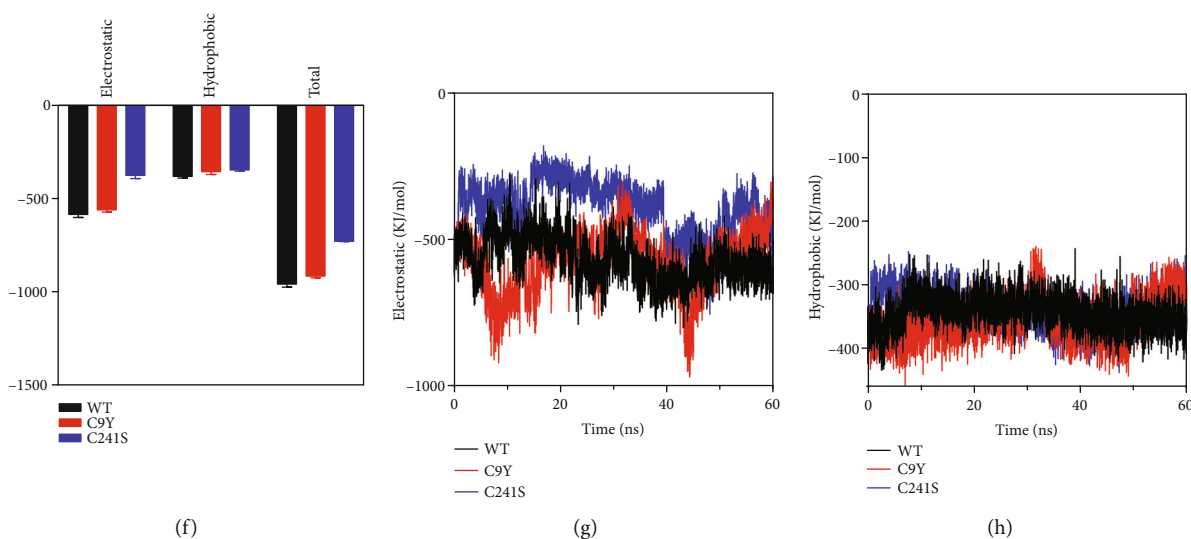 Electrostatic
Hydrophobic
Total
0
−500
−1000
−1500
WT
C9Y
C241S
(f)
Electrostatic (KJ/mol)
0
−500
−1000
0
20
40
60
Time (ns)
WT
C9Y
C241S
(g)
Hydrophobic (KJ/mol)
0
−100
−200
−300
−400
0
20
40
60
Time (ns)
WT
C9Y
C241S
(h)